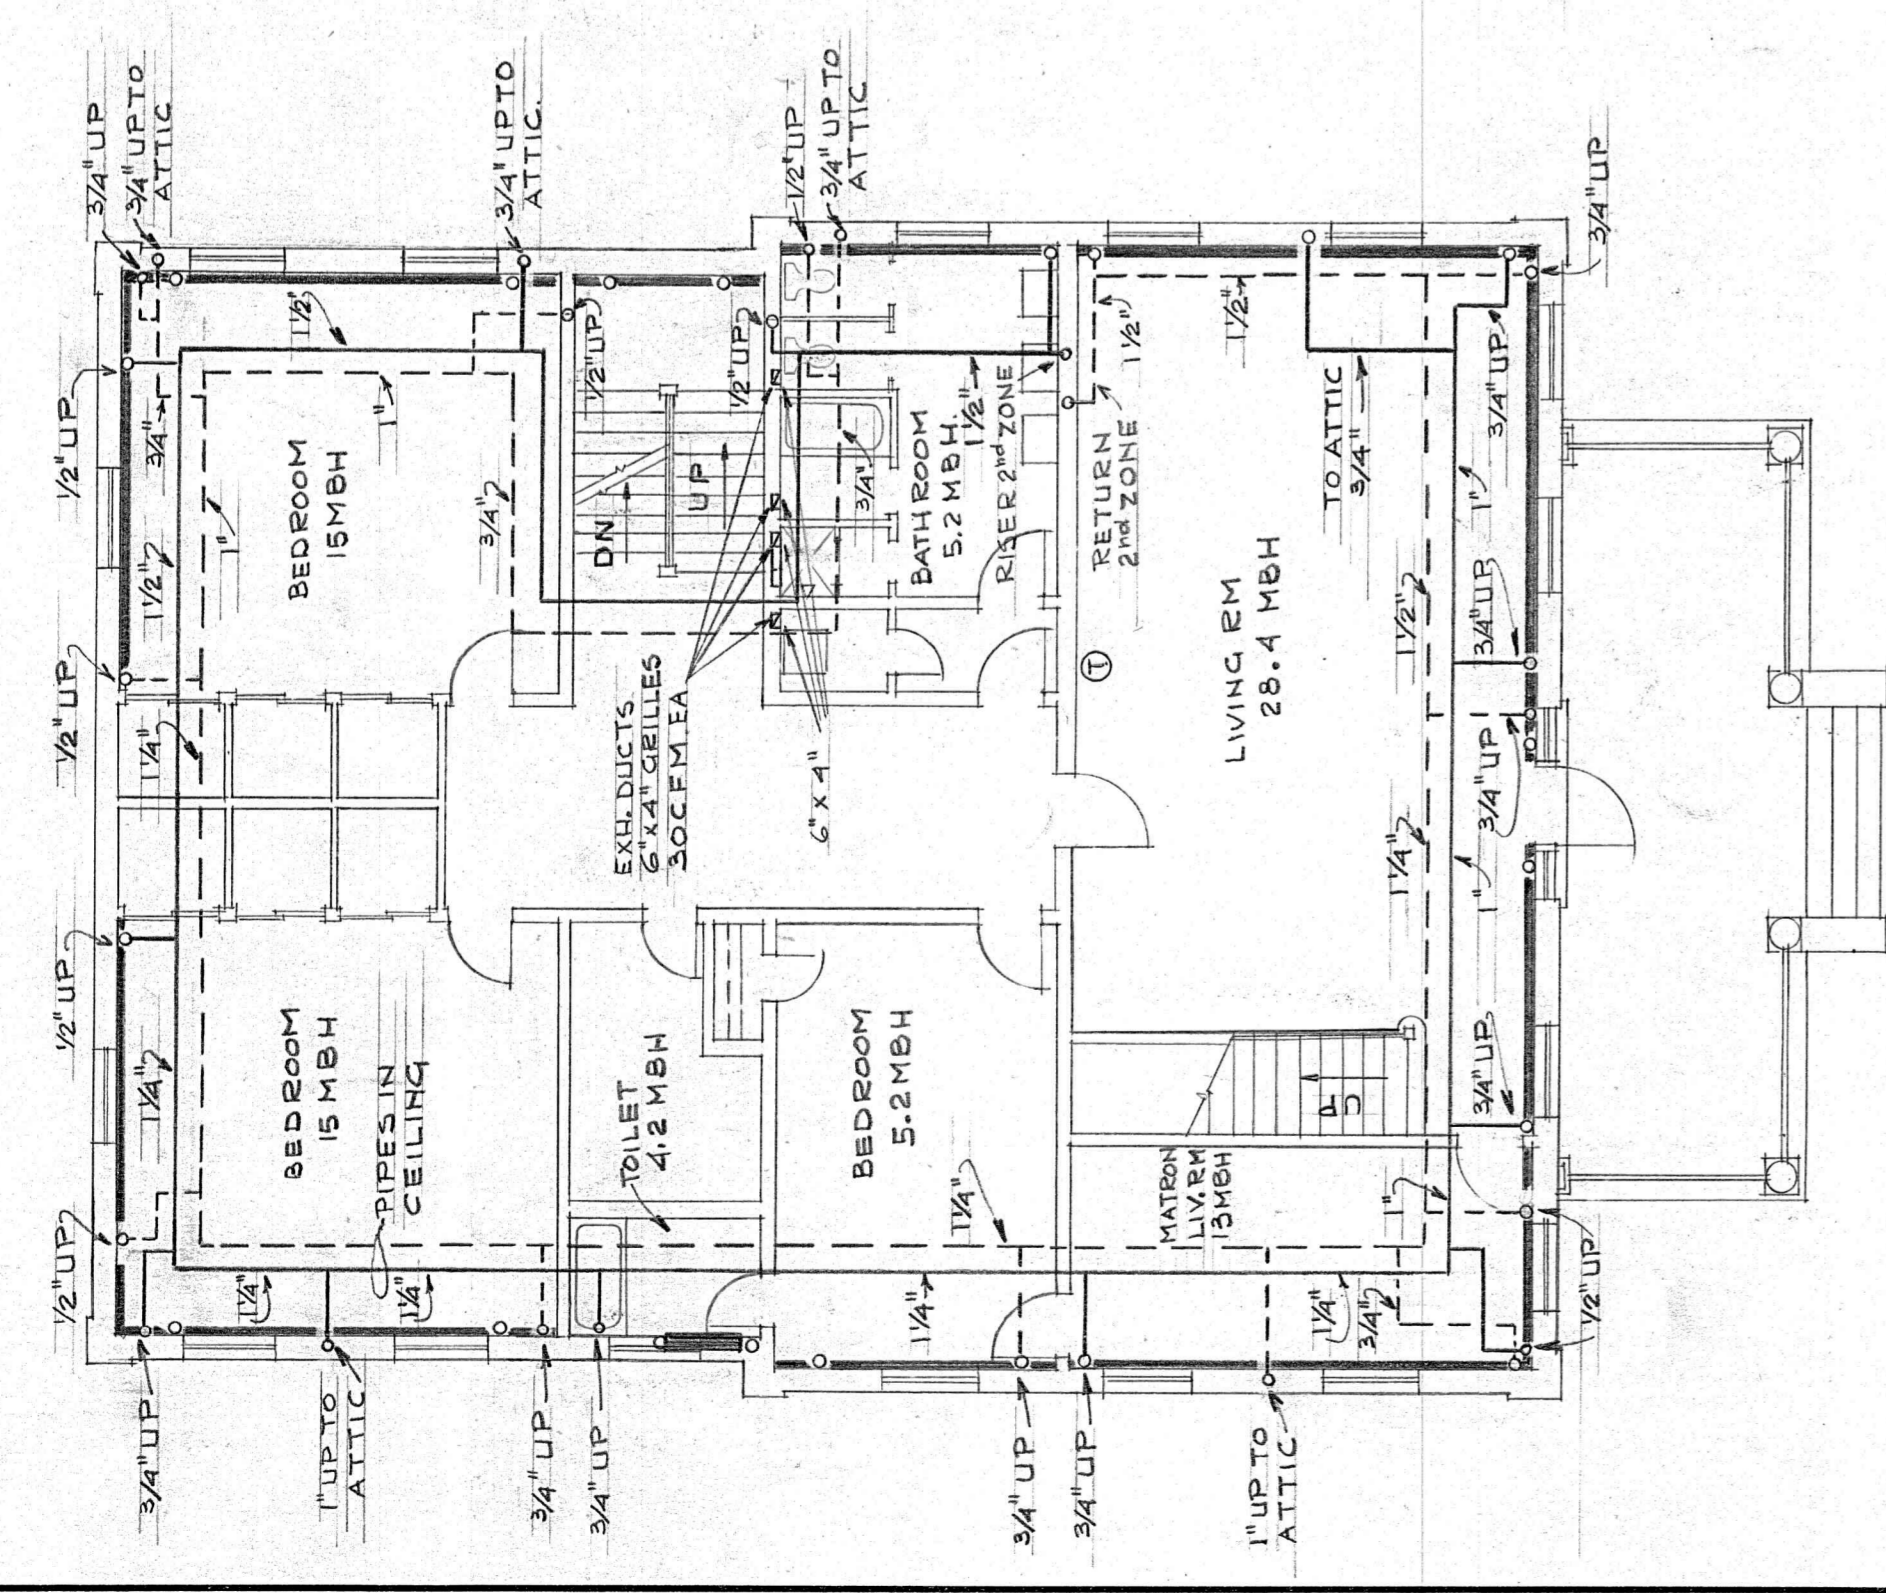 3/4" UP
3/4" UP TO
ATTIC
3/4" UP TO
ATTIC.
1/2" UP
3/4" UP TO
ATTIC
3/4" UP
1/2" UP
1/2" UP
1/2" UP
1/2" UP
3/4"
1 1/2"
1 1/4"
1 1/4"
1 1/2"
1"
1"
3/4"
BEDROOM
15 MBH
1/2" UP
DN
UP
1/2" UP
3/4"
BATHROOM
5.2 MBH.
1 1/2"
RISER 2nd ZONE
RETURN
2nd ZONE
1 1/2"
1 1/2"
TO ATTIC
3/4"
3/4" UP
1"
3/4" UP
1 1/2"
T
LIVING RM
28.4 MBH
EXH. DUCTS
6" x 4" GRILLES
30 CFM EA
6" x 4"
1 1/4"
3/4" UP
1"
3/4" UP
BEDROOM
15 MBH
PIPES IN
CEILING
TOILET
4.2 MBH
BEDROOM
5.2 MBH
1 1/4"
UP
MATRON
LIV. RM
13 MBH
1"
1 1/4"
1 1/4"
1 1/4"
1 1/4"
3/4"
1/2" UP
3/4" UP
1" UP TO
ATTIC
3/4" UP
3/4" UP
3/4" UP
3/4" UP
1" UP TO
ATTIC